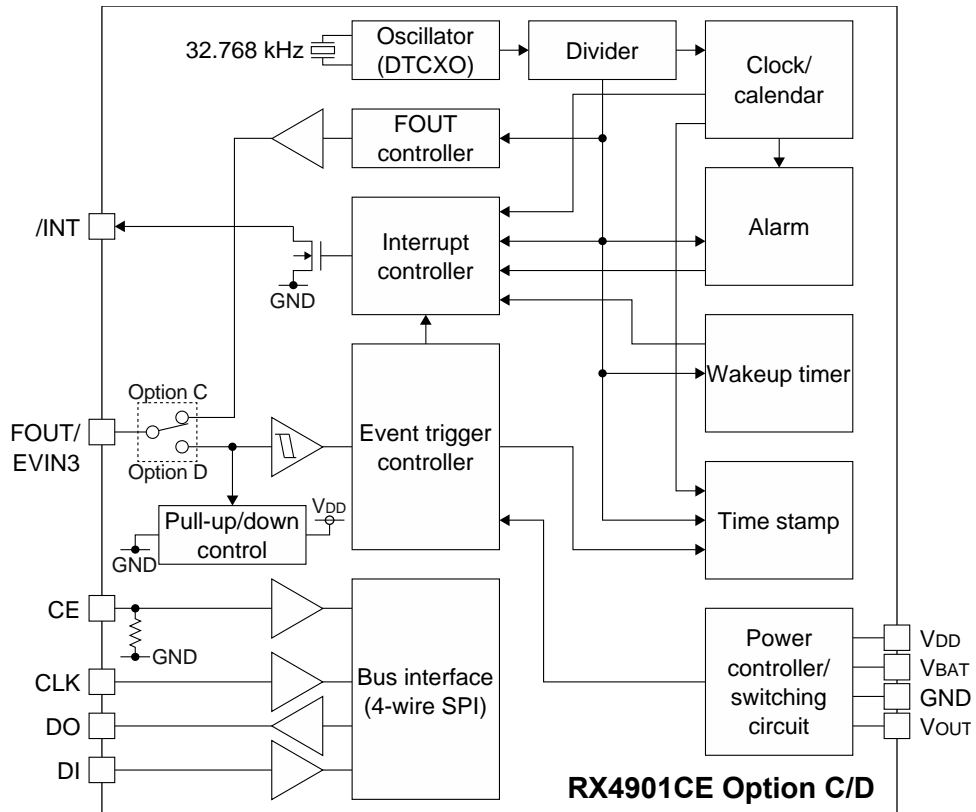 32.768 kHz
Oscillator
(DTCXO)
Divider
Clock/
calendar
FOUT
controller
/INT
GND
Interrupt
controller
Alarm
Wakeup timer
FOUT/
EVIN3
Option C
Option D
Event trigger
controller
Time stamp
Pull-up/down
control
VDD
GND
CE
GND
CLK
DO
DI
Bus interface
(4-wire SPI)
Power
controller/
switching
circuit
VDD
VBAT
GND
VOUT
RX4901CE Option C/D